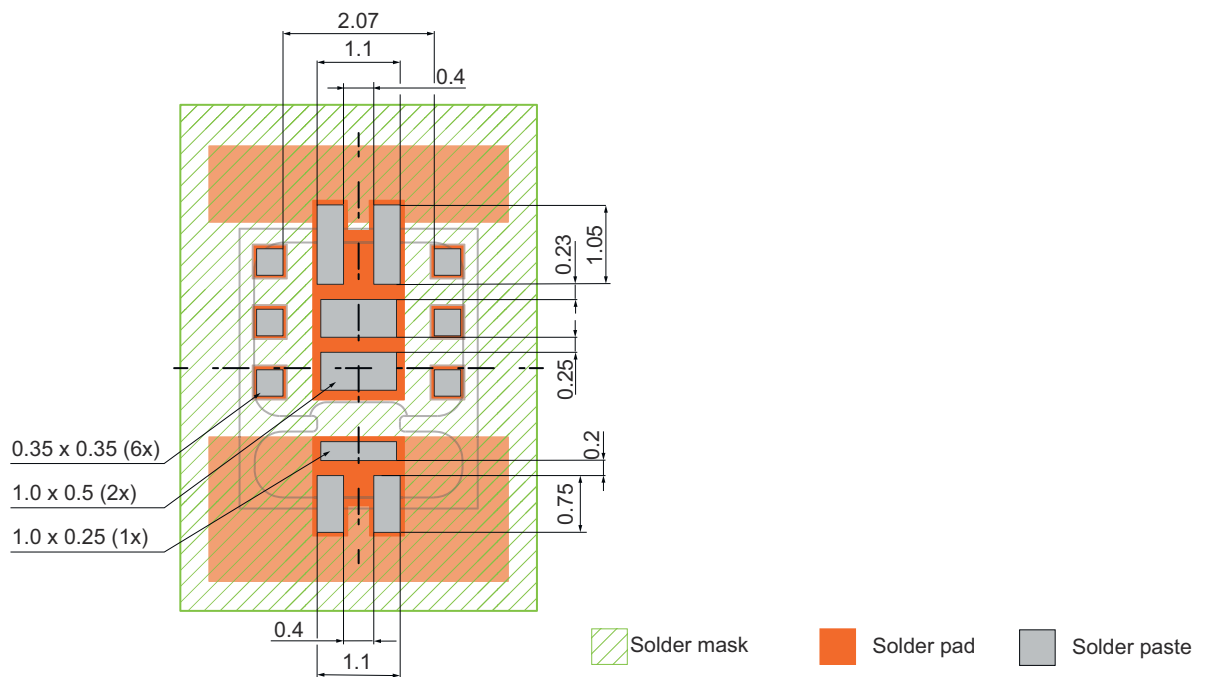 2.07
1.1
0.4
0.23
1.05
0.25
0.35 x 0.35 (6x)
1.0 x 0.5 (2x)
1.0 x 0.25 (1x)
0.2
0.75
0.4
1.1
Solder mask
Solder pad
Solder paste